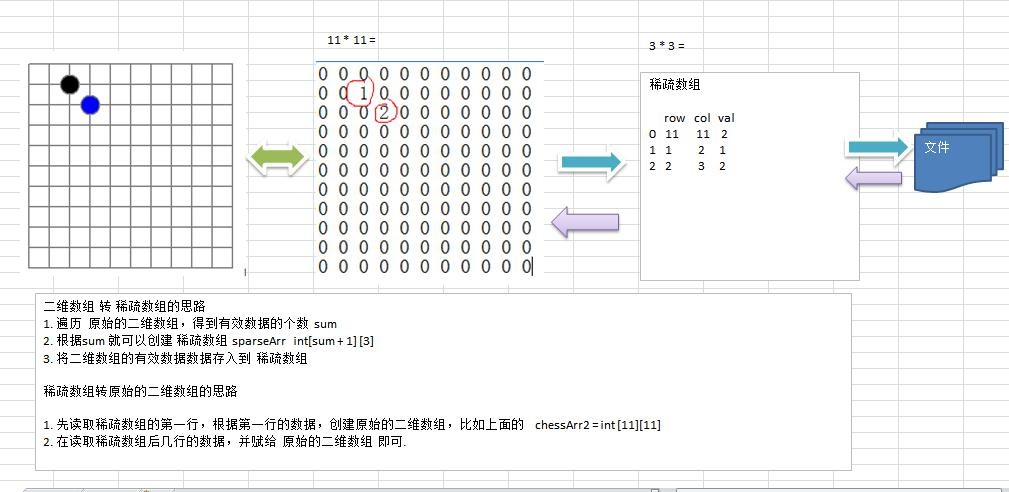 11 * 11 =
3 * 3 =
0 0 0 0 0 0 0 0 0 0 0
0 0 1 0 0 0 0 0 0 0 0
0 0 0 2 0 0 0 0 0 0 0
0 0 0 0 0 0 0 0 0 0 0
0 0 0 0 0 0 0 0 0 0 0
0 0 0 0 0 0 0 0 0 0 0
0 0 0 0 0 0 0 0 0 0 0
0 0 0 0 0 0 0 0 0 0 0
0 0 0 0 0 0 0 0 0 0 0
0 0 0 0 0 0 0 0 0 0 0
0 0 0 0 0 0 0 0 0 0 0
稀疏数组
row col val
0 11 11 2
1 1 2 1
2 2 3 2
文件
二维数组 转 稀疏数组的思路
1. 遍历 原始的二维数组，得到有效数据的个数 sum
2. 根据sum 就可以创建 稀疏数组 sparseArr int[sum + 1] [3]
3. 将二维数组的有效数据数据存入到 稀疏数组
稀疏数组转原始的二维数组的思路
1. 先读取稀疏数组的第一行，根据第一行的数据，创建原始的二维数组，比如上面的 chessArr2 = int [11][11]
2. 在读取稀疏数组后几行的数据，并赋给 原始的二维数组 即可.